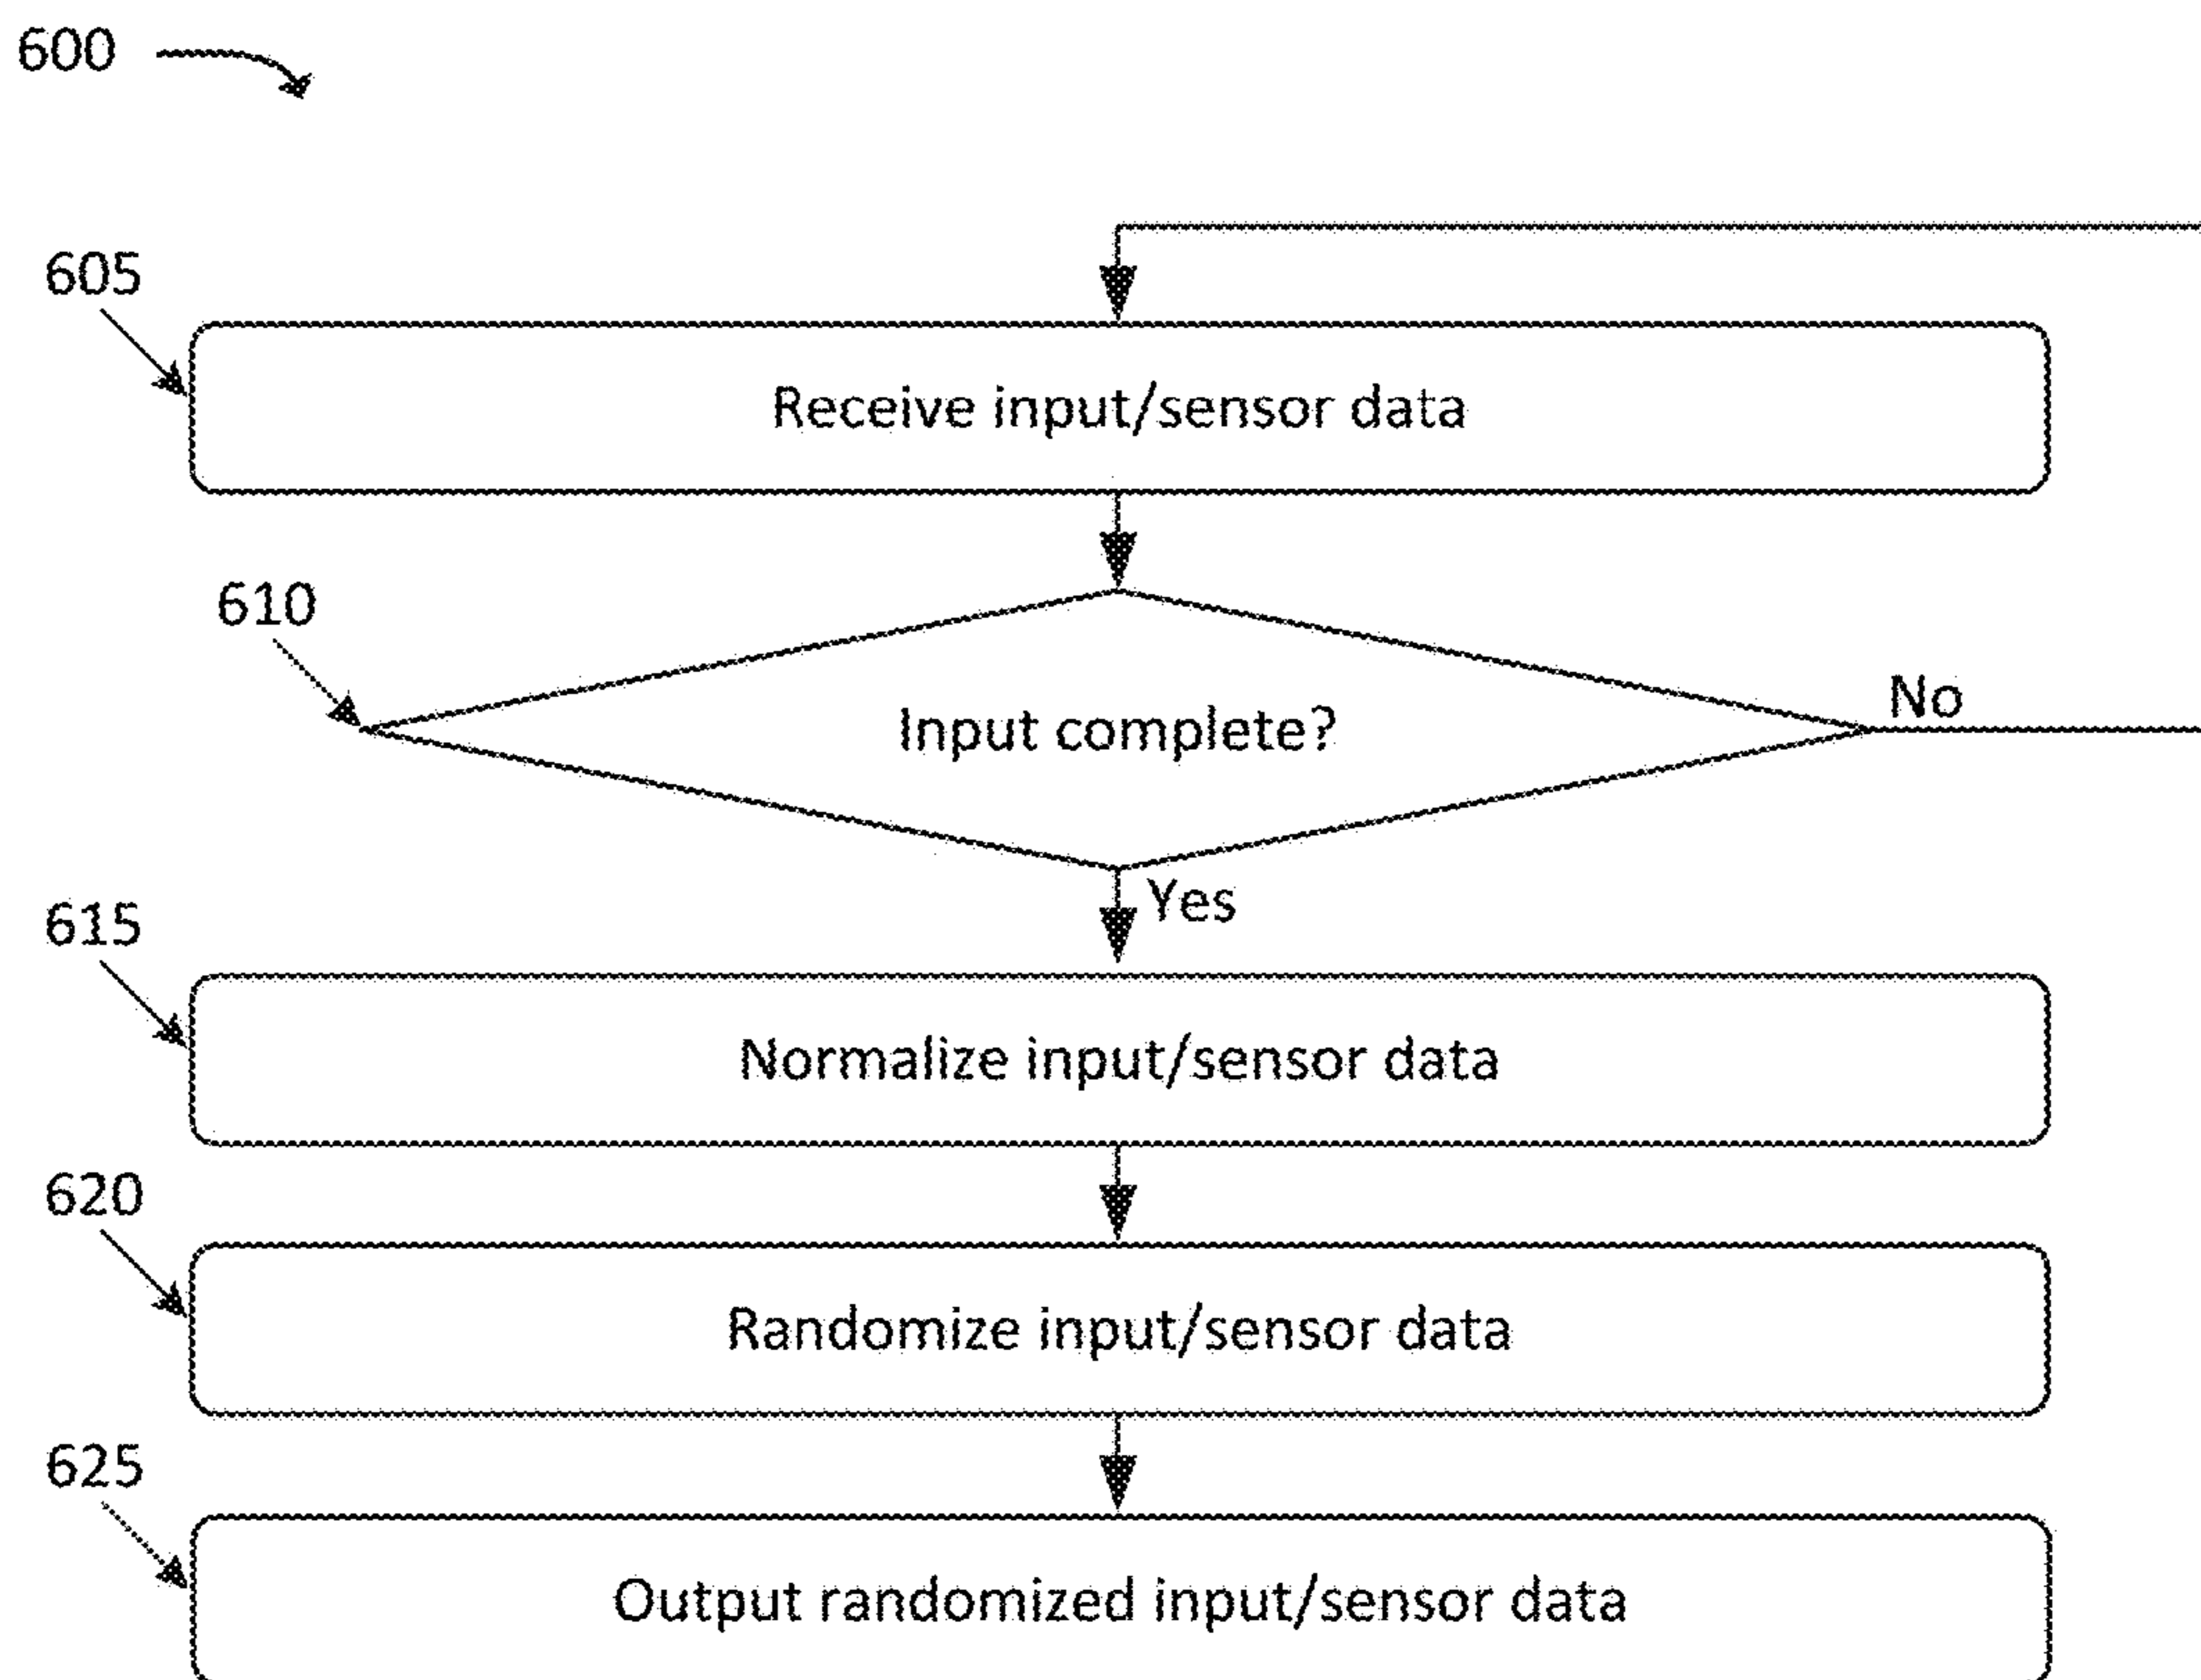 600
605
Receive input/sensor data
610
Input complete?
No
Yes
615
Normalize input/sensor data
620
Randomize input/sensor data
625
Output randomized input/sensor data